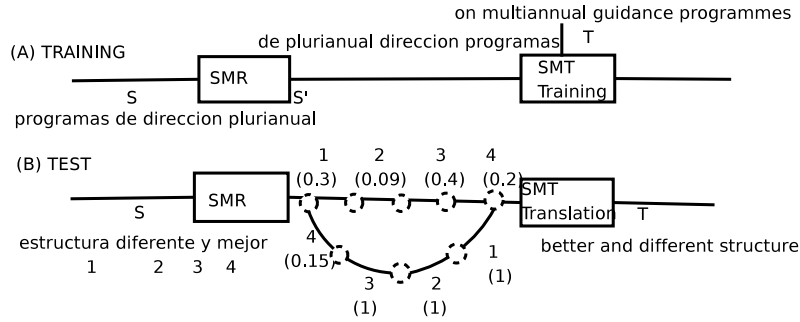 on multiannual guidance programmes
de plurianual direccion programas T
(A) TRAINING
SMR
SMT
Training
S S'
programas de direccion plurianual
(B) TEST
1 2 3 4
(0.3) (0.09) (0.4) (0.2)
SMR
SMT
Translation
S T
estructura diferente y mejor
1 2 3 4
better and different structure
4
(0.15)
3
(1)
2
(1)
1
(1)